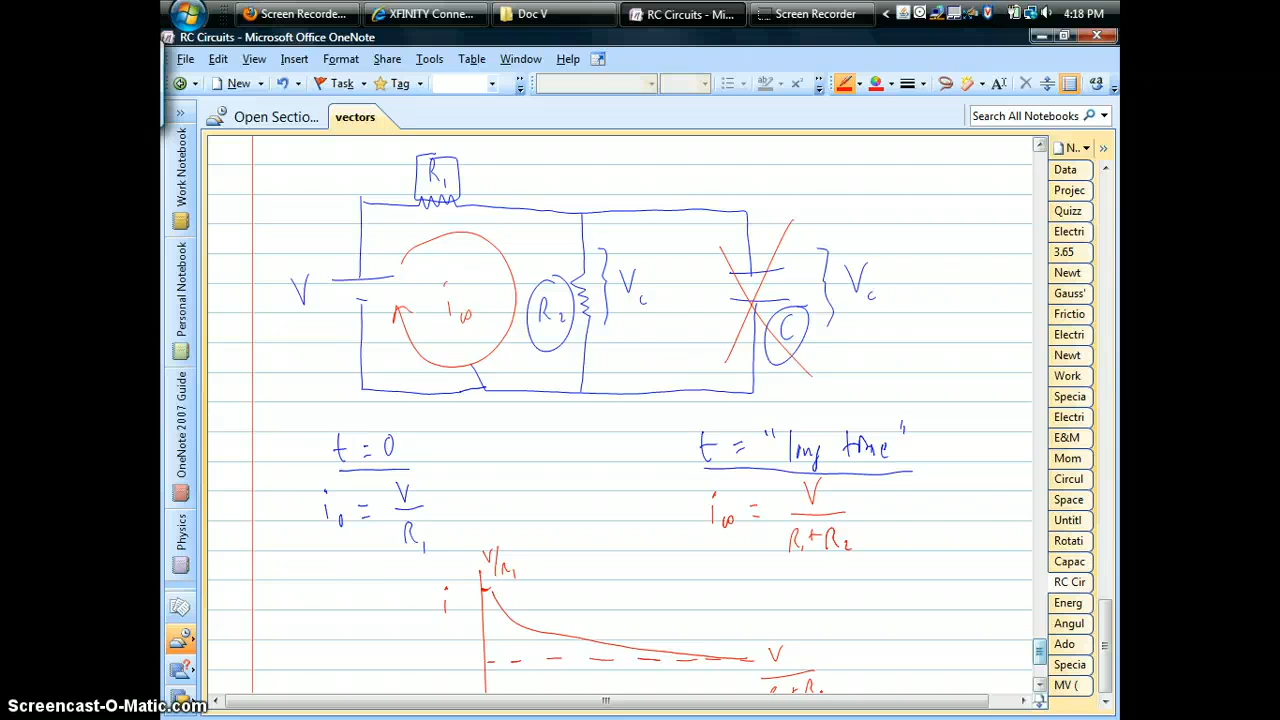 Screen Recorde... XFINITY Conne... Doc V RC Circuits - Mi... Screen Recorder 4:18 PM
RC Circuits - Microsoft Office OneNote
File Edit View Insert Format Share Tools Table Window Help
New Task Tag
Open Sectio... vectors Search All Notebooks
N..
Work Notebook
Personal Notebook
OneNote 2007 Guide
Physics
Data
Projec
Quizz
Electri
3.65
Newt
Gauss'
Frictio
Electri
Newt
Work
Specia
Electri
E&M
Mom
Circul
Space
Untitl
Rotati
Capac
RC Cir
Energ
Angul
Ado
Specia
MV (
R₁
V i∞ R₂ V_c C V_c
t = 0 t = "long time"
i₀ = V/R₁ i∞ = V/(R₁+R₂)
V/R₁
i
V
Screencast-O-Matic.com